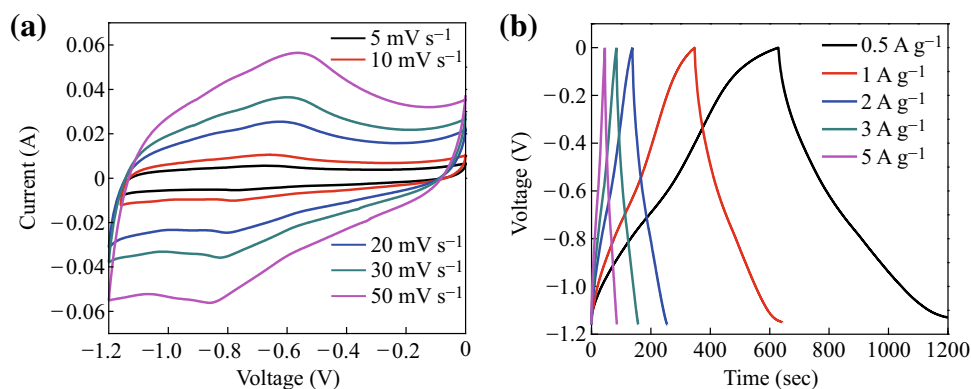 (a)
0.06
0.04
0.02
0
−0.02
−0.04
−0.06
Current (A)
5 mV s⁻¹
10 mV s⁻¹
20 mV s⁻¹
30 mV s⁻¹
50 mV s⁻¹
−1.2 −1.0 −0.8 −0.6 −0.4 −0.2 0
Voltage (V)
(b)
0
−0.2
−0.4
−0.6
−0.8
−1.0
−1.2
Voltage (V)
0.5 A g⁻¹
1 A g⁻¹
2 A g⁻¹
3 A g⁻¹
5 A g⁻¹
0 200 400 600 800 1000 1200
Time (sec)